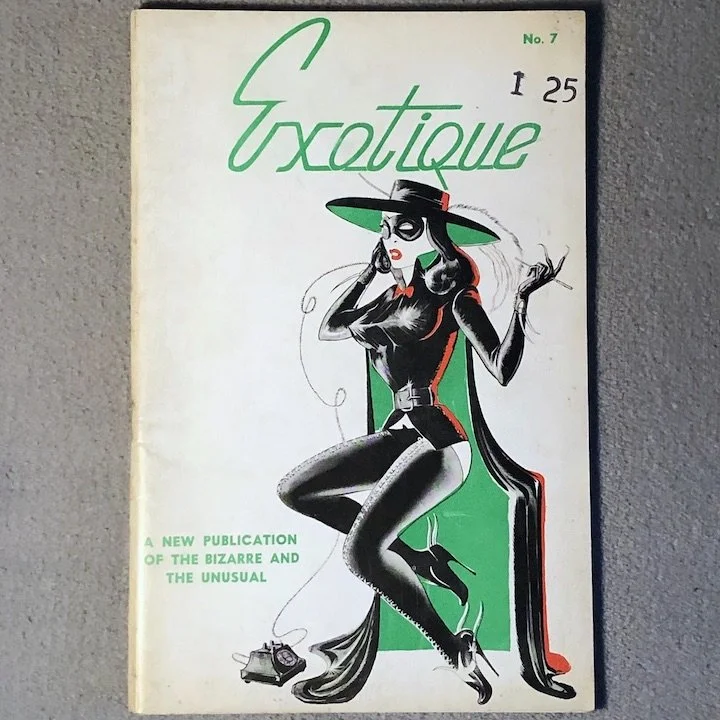 No. 7
I 25
Exotique
A NEW PUBLICATION
OF THE BIZARRE AND
THE UNUSUAL